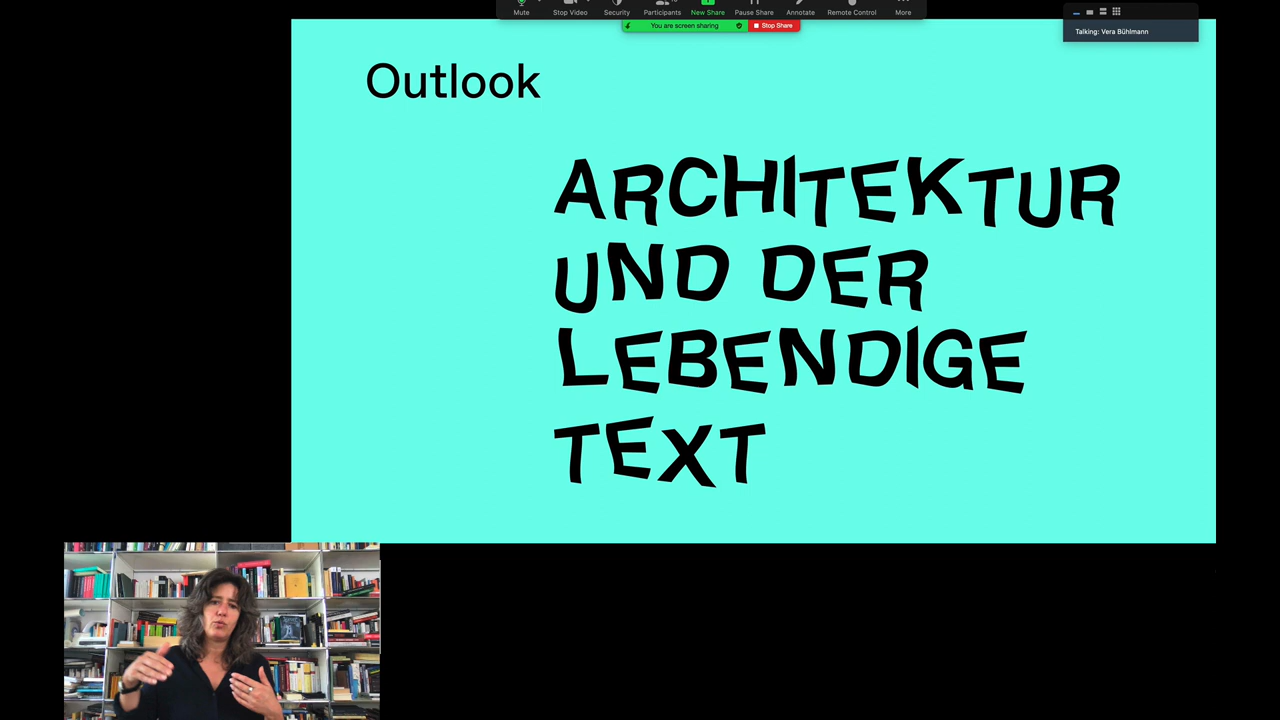 Mute
Stop Video
Security
Participants
New Share
Pause Share
Annotate
Remote Control
More
You are screen sharing
Stop Share
Talking: Vera Bühlmann
Outlook
ARCHITEKTUR
UND DER
LEBENDIGE
TEXT